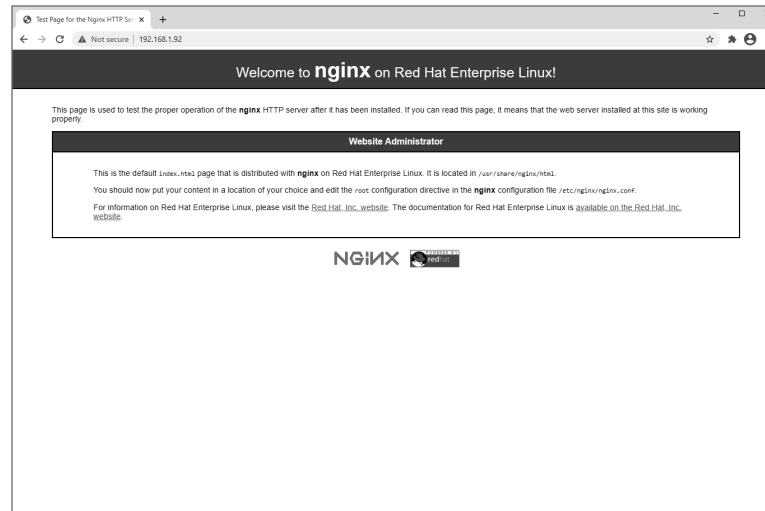 Test Page for the Nginx HTTP Ser
Not secure | 192.168.1.92
Welcome to nginx on Red Hat Enterprise Linux!
This page is used to test the proper operation of the nginx HTTP server after it has been installed. If you can read this page, it means that the web server installed at this site is working
properly.
Website Administrator
This is the default index.html page that is distributed with nginx on Red Hat Enterprise Linux. It is located in /usr/share/nginx/html.
You should now put your content in a location of your choice and edit the root configuration directive in the nginx configuration file /etc/nginx/nginx.conf.
For information on Red Hat Enterprise Linux, please visit the Red Hat, Inc. website. The documentation for Red Hat Enterprise Linux is available on the Red Hat, Inc.
website.
NGINX
POWERED BY
redhat